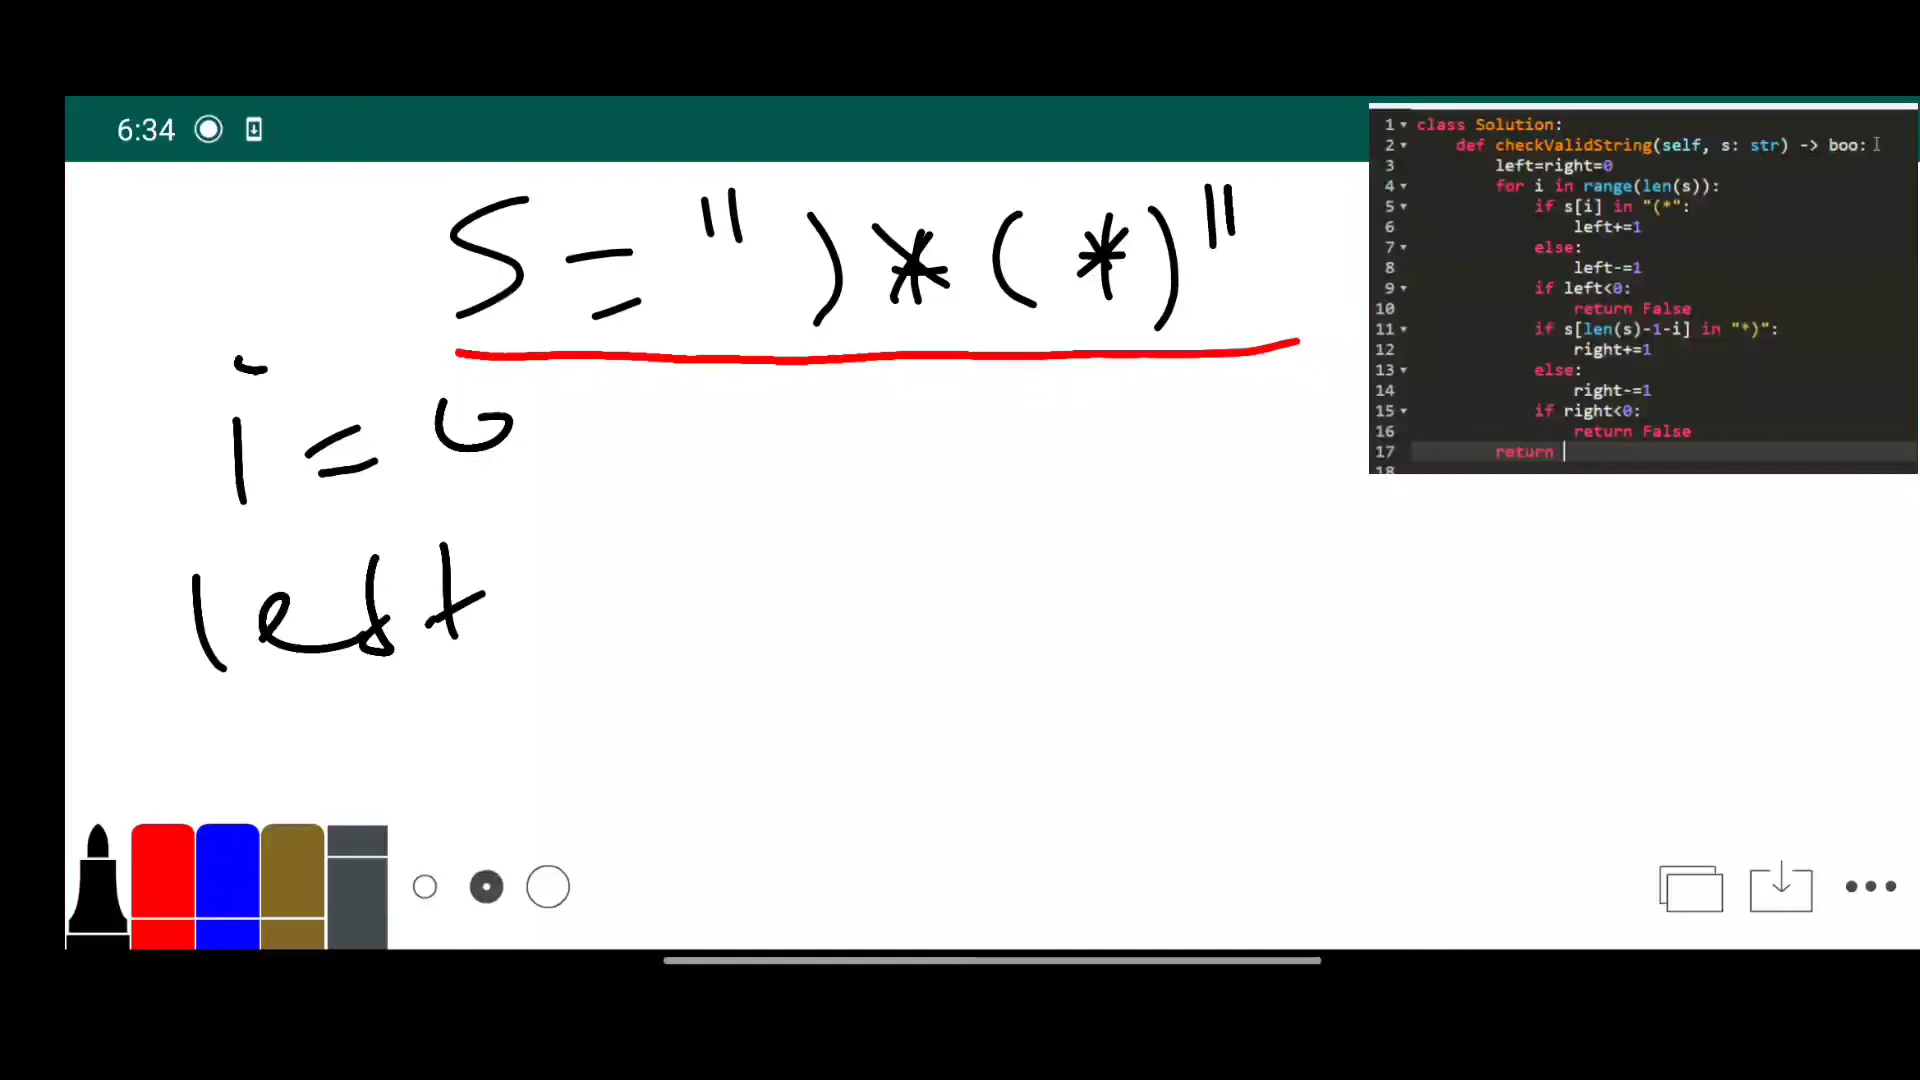 6:34
S = ")*(*)"
i = 0
left
1 class Solution:
2 def checkValidString(self, s: str) -> boo:
3 left=right=0
4 for i in range(len(s)):
5 if s[i] in "(*":
6 left+=1
7 else:
8 left-=1
9 if left<0:
10 return False
11 if s[len(s)-1-i] in "*)":
12 right+=1
13 else:
14 right-=1
15 if right<0:
16 return False
17 return
18